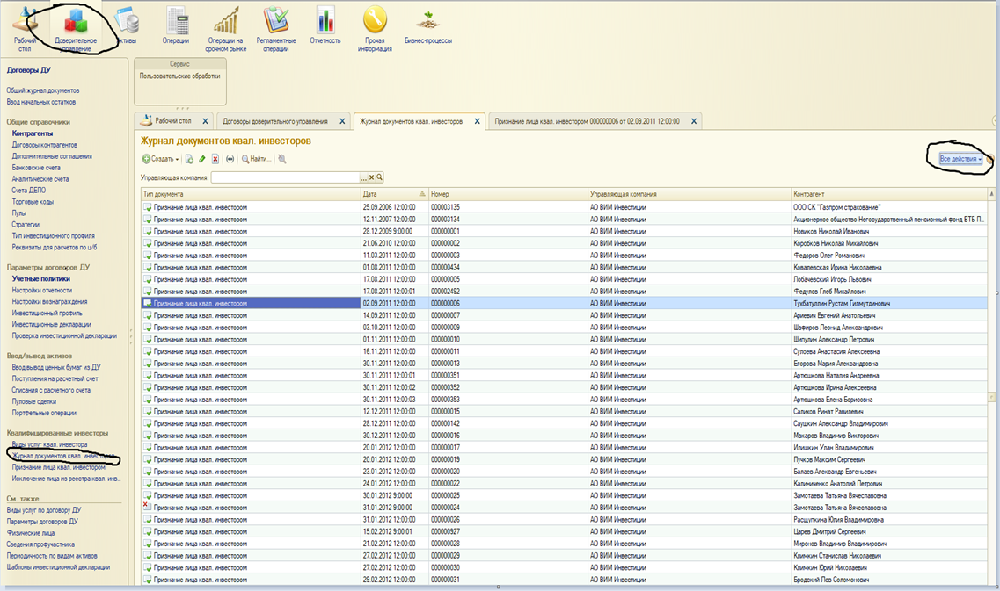 Рабочий стол
Доверительное управление
Операции
Операции на срочном рынке
Регламентные операции
Отчетность
Прочая информация
Бизнес-процессы
Договоры ДУ
Общий журнал документов
Ввод начальных остатков
Общие справочники
Контрагенты
Договоры контрагентов
Дополнительные соглашения
Банковские счета
Аналитические счета
Счета ДЕПО
Торговые коды
Пулы
Стратегии
Тип инвестиционного профиля
Реквизиты для расчетов по ц/б
Параметры договоров ДУ
Учетные политики
Настройки отчетности
Настройки вознаграждения
Инвестиционный профиль
Инвестиционные декларации
Проверка инвестиционной декларации
Ввод/вывод активов
Ввод вывод ценных бумаг из ДУ
Поступления на расчетный счет
Списания с расчетного счета
Пуловые сделки
Портфельные операции
Квалифицированные инвесторы
Виды услуг квал. инвестора
Журнал документов квал. инвесторов
Признание лица квал. инвестором
Исключение лица из реестра квал. инв...
См. также
Виды услуг по договору ДУ
Параметры договоров ДУ
Физические лица
Сведения профучастника
Периодичность по видам активов
Шаблоны инвестиционной декларации
Сервис
Пользовательские обработки
Рабочий стол
Договоры доверительного управления
Журнал документов квал. инвесторов
Признание лица квал. инвестором 000000006 от 02.09.2011 12:00:00
Журнал документов квал. инвесторов
Создать
Найти...
Все действия
Управляющая компания:
Тип документа Дата Номер Управляющая компания Контрагент
Признание лица квал. инвестором 25.09.2006 12:00:00 000003135 АО ВИМ Инвестиции ООО СК "Газпром страхование"
Признание лица квал. инвестором 12.11.2007 12:00:00 000003134 АО ВИМ Инвестиции Акционерное общество Негосударственный пенсионный фонд ВТБ П...
Признание лица квал. инвестором 28.12.2009 9:00:00 000000001 АО ВИМ Инвестиции Новиков Николай Иванович
Признание лица квал. инвестором 21.06.2010 12:00:00 000000002 АО ВИМ Инвестиции Коробков Николай Михайлович
Признание лица квал. инвестором 11.03.2011 12:00:00 000000003 АО ВИМ Инвестиции Федоров Олег Романович
Признание лица квал. инвестором 01.08.2011 12:00:00 000000434 АО ВИМ Инвестиции Ковалевская Ирина Николаевна
Признание лица квал. инвестором 17.08.2011 12:00:00 000000005 АО ВИМ Инвестиции Побачевский Игорь Львович
Признание лица квал. инвестором 17.08.2011 12:00:01 000002492 АО ВИМ Инвестиции Федулов Глеб Михайлович
Признание лица квал. инвестором 02.09.2011 12:00:00 000000006 АО ВИМ Инвестиции Тукбатуллин Рустам Гилмутдинович
Признание лица квал. инвестором 14.09.2011 12:00:00 000000007 АО ВИМ Инвестиции Ариевич Евгений Анатольевич
Признание лица квал. инвестором 03.10.2011 12:00:00 000000009 АО ВИМ Инвестиции Шафиров Леонид Александрович
Признание лица квал. инвестором 01.11.2011 12:00:00 000000010 АО ВИМ Инвестиции Шипулин Александр Петрович
Признание лица квал. инвестором 16.11.2011 12:00:00 000000011 АО ВИМ Инвестиции Сулоева Анастасия Алексеевна
Признание лица квал. инвестором 30.11.2011 12:00:00 000000013 АО ВИМ Инвестиции Егорова Мария Александровна
Признание лица квал. инвестором 30.11.2011 12:00:01 000000351 АО ВИМ Инвестиции Артюшкова Наталия Андреевна
Признание лица квал. инвестором 30.11.2011 12:00:02 000000352 АО ВИМ Инвестиции Артюшкова Ирина Алексеевна
Признание лица квал. инвестором 30.11.2011 12:00:03 000000353 АО ВИМ Инвестиции Артюшкова Елена Борисовна
Признание лица квал. инвестором 12.12.2011 12:00:00 000000015 АО ВИМ Инвестиции Салихов Ринат Равилевич
Признание лица квал. инвестором 28.12.2011 12:00:00 000000142 АО ВИМ Инвестиции Саушкин Александр Владимирович
Признание лица квал. инвестором 30.12.2011 12:00:00 000000016 АО ВИМ Инвестиции Макаров Владимир Викторович
Признание лица квал. инвестором 20.01.2012 12:00:00 000000017 АО ВИМ Инвестиции Илишкин Улан Владимирович
Признание лица квал. инвестором 20.01.2012 12:00:00 000000019 АО ВИМ Инвестиции Пучков Максим Сергеевич
Признание лица квал. инвестором 23.01.2012 12:00:00 000000020 АО ВИМ Инвестиции Балаев Александр Евгеньевич
Признание лица квал. инвестором 24.01.2012 12:00:00 000000022 АО ВИМ Инвестиции Калиниченко Анатолий Петрович
Признание лица квал. инвестором 30.01.2012 9:00:00 000000025 АО ВИМ Инвестиции Замотаева Татьяна Вячеславовна
Признание лица квал. инвестором 31.01.2012 9:00:00 000000024 АО ВИМ Инвестиции Замотаева Татьяна Вячеславовна
Признание лица квал. инвестором 31.01.2012 12:00:00 000000026 АО ВИМ Инвестиции Расщупкина Юлия Владимировна
Признание лица квал. инвестором 15.02.2012 9:00:01 000000927 АО ВИМ Инвестиции Царев Дмитрий Сергеевич
Признание лица квал. инвестором 21.02.2012 12:00:00 000000028 АО ВИМ Инвестиции Миронов Владимир Владимирович
Признание лица квал. инвестором 27.02.2012 12:00:00 000000029 АО ВИМ Инвестиции Климкин Станислав Николаевич
Признание лица квал. инвестором 27.02.2012 12:00:00 000000030 АО ВИМ Инвестиции Климкин Юрий Николаевич
Признание лица квал. инвестором 29.02.2012 12:00:00 000000031 АО ВИМ Инвестиции Бродский Лев Соломонович